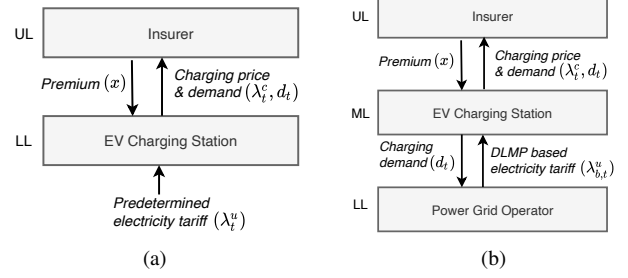 UL
Insurer
Premium (x)
Charging price
& demand (λ_t^c, d_t)
LL
EV Charging Station
Predetermined
electricity tariff (λ_t^u)
(a)
UL
Insurer
Premium (x)
Charging price
& demand (λ_t^c, d_t)
ML
EV Charging Station
Charging
demand (d_t)
DLMP based
electricity tariff (λ_{b,t}^u)
LL
Power Grid Operator
(b)